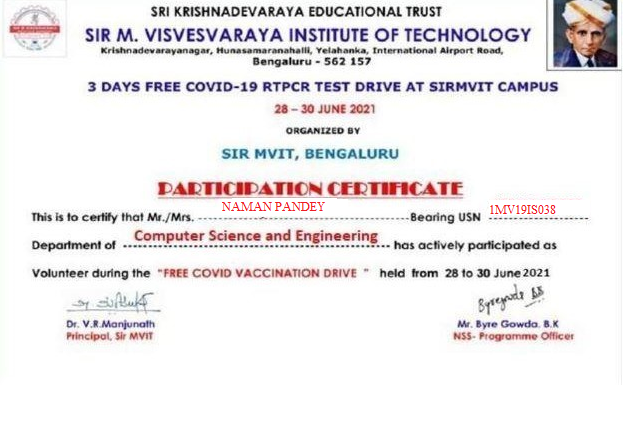 SRI KRISHNADEVARAYA EDUCATIONAL TRUST
SIR M. VISVESVARAYA INSTITUTE OF TECHNOLOGY
Krishnadevarayanagar, Hunasamaranahalli, Yelahanka, International Airport Road,
Bengaluru - 562 157
3 DAYS FREE COVID-19 RTPCR TEST DRIVE AT SIRMVIT CAMPUS
28 – 30 JUNE 2021
ORGANIZED BY
SIR MVIT, BENGALURU
PARTICIPATION CERTIFICATE
This is to certify that Mr./Mrs. NAMAN PANDEY Bearing USN 1MV19IS038
Department of Computer Science and Engineering has actively participated as
Volunteer during the "FREE COVID VACCINATION DRIVE " held from 28 to 30 June 2021
Byregowda B.K
Dr. V.R.Manjunath
Principal, Sir MVIT
Mr. Byre Gowda. B.K
NSS- Programme Officer